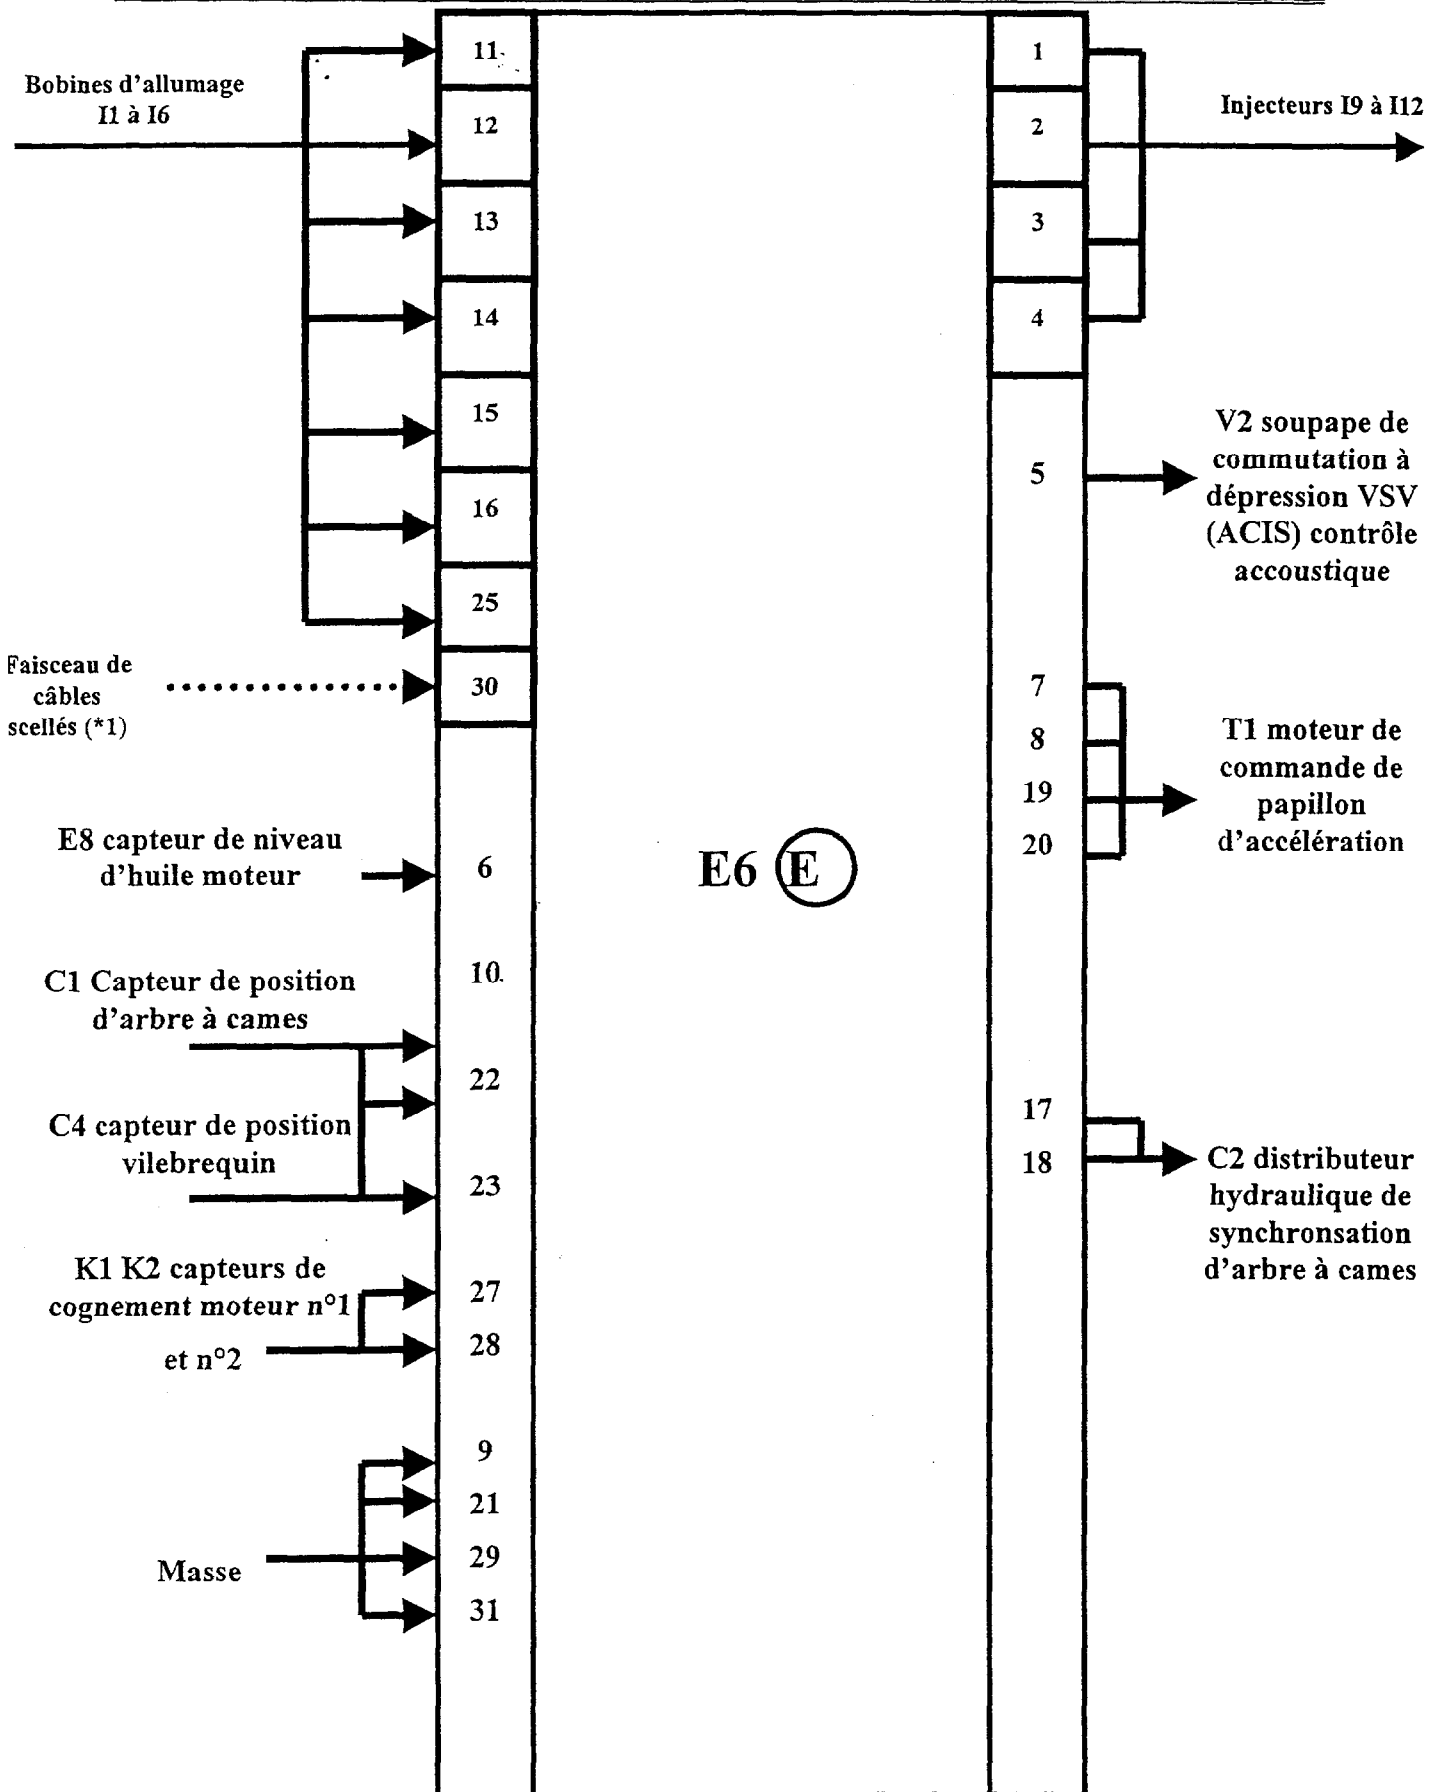 Bobines d'allumage
I1 à I6
11
12
13
14
15
16
25
Faisceau de
câbles
scellés (*1)
30
E8 capteur de niveau
d'huile moteur
6
10
C1 Capteur de position
d'arbre à cames
22
C4 capteur de position
vilebrequin
23
K1 K2 capteurs de
cognement moteur n°1
et n°2
27
28
9
21
29
31
Masse
E6 E
1
2
3
4
Injecteurs I9 à I12
5
V2 soupape de
commutation à
dépression VSV
(ACIS) contrôle
accoustique
7
8
19
20
T1 moteur de
commande de
papillon
d'accélération
17
18
C2 distributeur
hydraulique de
synchronsation
d'arbre à cames